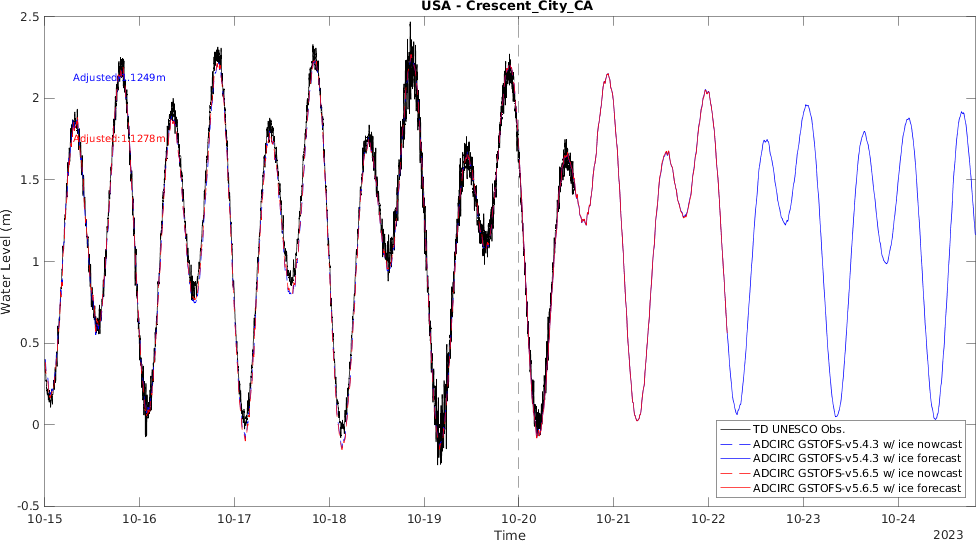 USA - Crescent_City_CA
2.5
2
1.5
1
0.5
0
-0.5
Water Level (m)
Adjusted:1.1249m
Adjusted:1.1278m
TD UNESCO Obs.
ADCIRC GSTOFS-v5.4.3 w/ ice nowcast
ADCIRC GSTOFS-v5.4.3 w/ ice forecast
ADCIRC GSTOFS-v5.6.5 w/ ice nowcast
ADCIRC GSTOFS-v5.6.5 w/ ice forecast
10-15 10-16 10-17 10-18 10-19 10-20 10-21 10-22 10-23 10-24
Time
2023